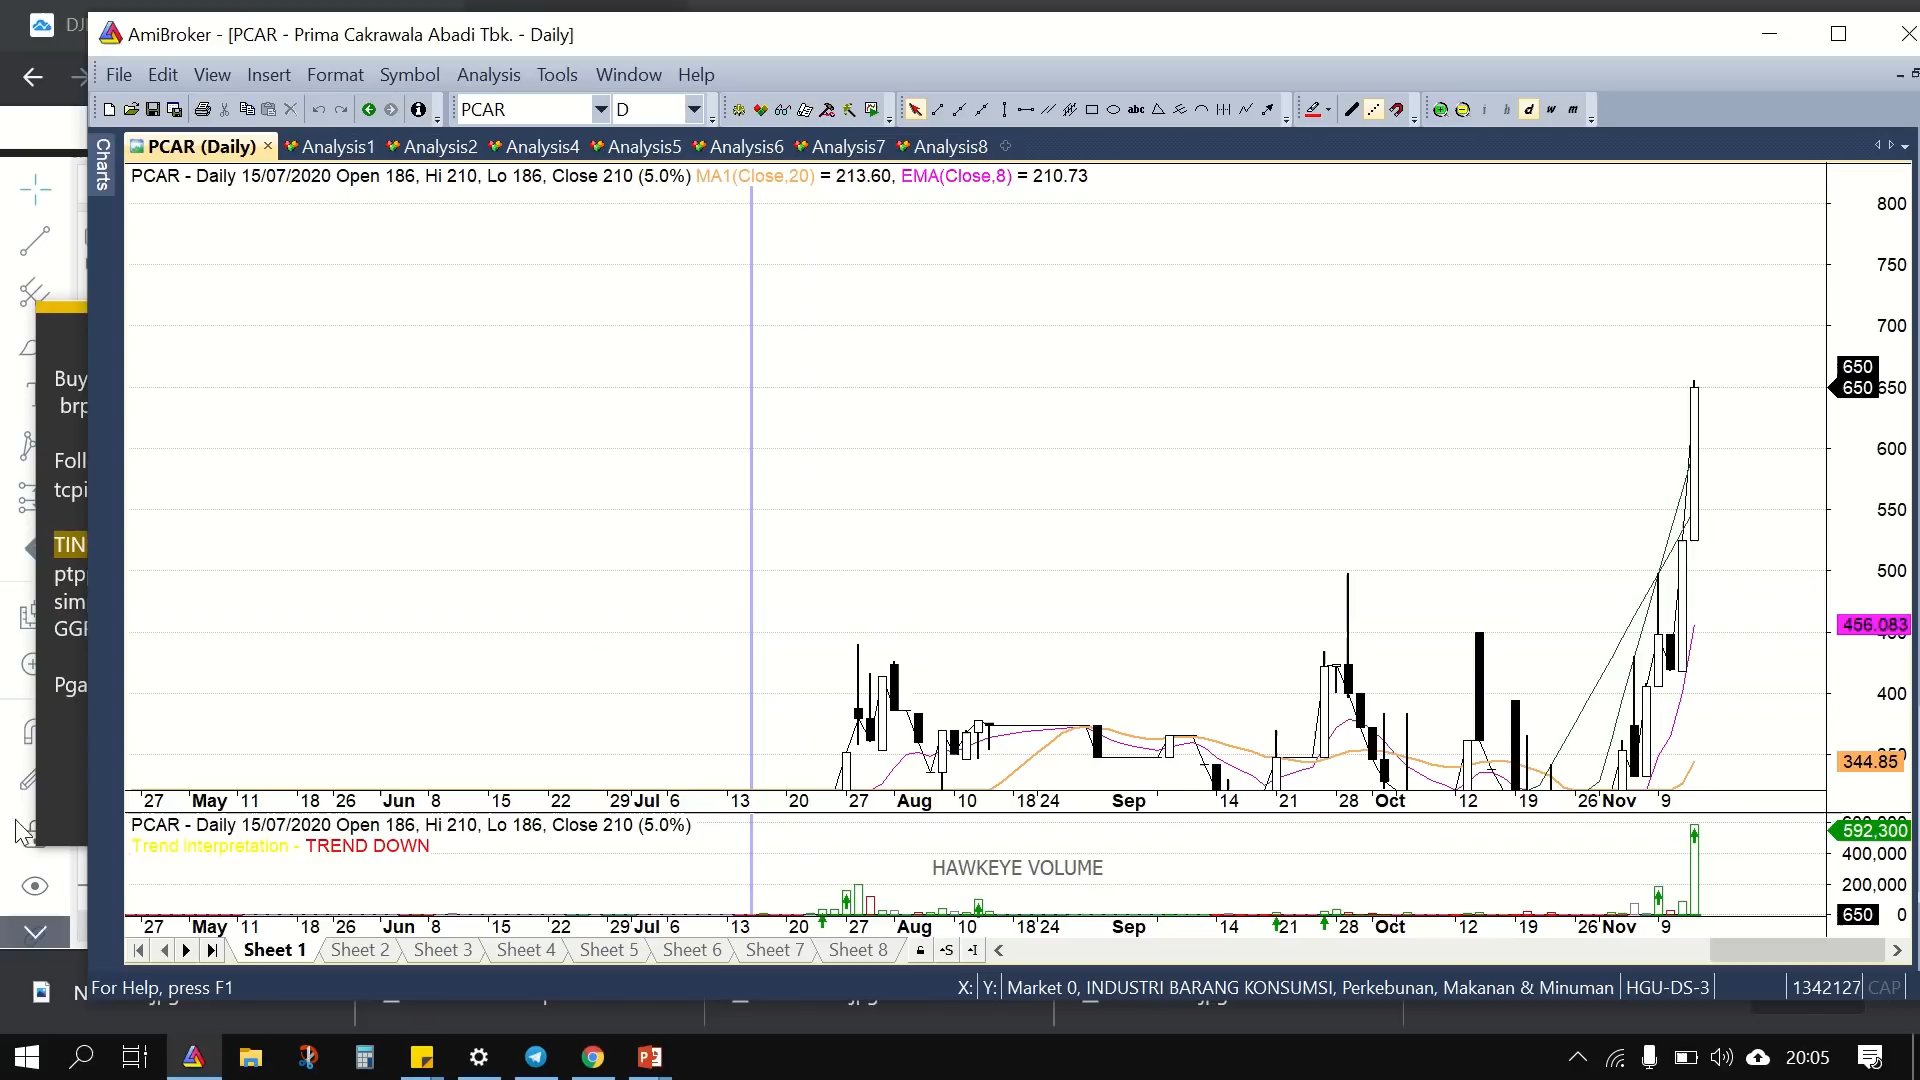 DJ
AmiBroker - [PCAR - Prima Cakrawala Abadi Tbk. - Daily]
File Edit View Insert Format Symbol Analysis Tools Window Help
PCAR D
abc
i h d w m
Charts
PCAR (Daily) × Analysis1 Analysis2 Analysis4 Analysis5 Analysis6 Analysis7 Analysis8
PCAR - Daily 15/07/2020 Open 186, Hi 210, Lo 186, Close 210 (5.0%) MA1(Close,20) = 213.60, EMA(Close,8) = 210.73
800
750
700
650
650 650
600
550
500
456.083
400
344.85
Buy
brp
Foll
tcpi
TIN
ptp
sim
Pga
27 May 11 18 26 Jun 8 15 22 29 Jul 6 13 20 27 Aug 10 18 24 Sep 14 21 28 Oct 12 19 26 Nov 9
PCAR - Daily 15/07/2020 Open 186, Hi 210, Lo 186, Close 210 (5.0%)
Trend Interpretation - TREND DOWN
HAWKEYE VOLUME
592,300
400,000
200,000
650 0
27 May 11 18 26 Jun 8 15 22 29 Jul 6 13 20 27 Aug 10 18 24 Sep 14 21 28 Oct 12 19 26 Nov 9
Sheet 1 Sheet 2 Sheet 3 Sheet 4 Sheet 5 Sheet 6 Sheet 7 Sheet 8
For Help, press F1 X: Y: Market 0, INDUSTRI BARANG KONSUMSI, Perkebunan, Makanan & Minuman HGU-DS-3 1342127 CAP
20:05